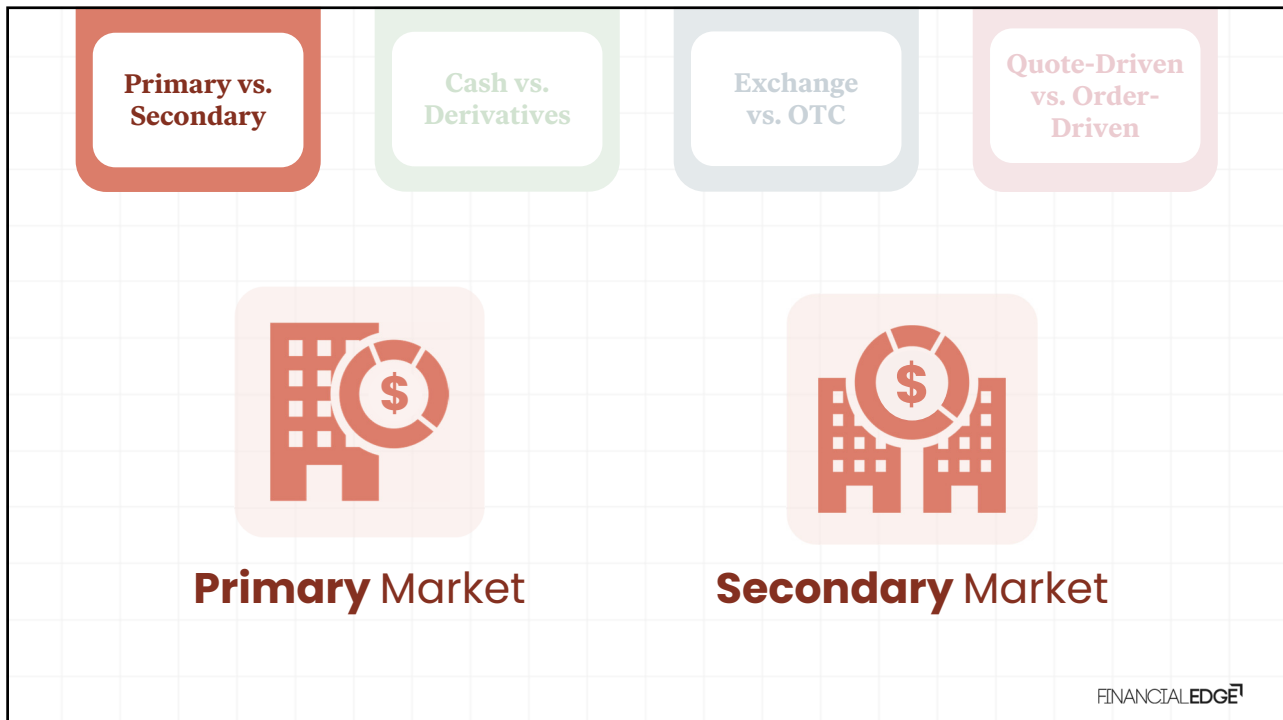 Primary vs.
Secondary
Cash vs.
Derivatives
Exchange
vs. OTC
Quote-Driven
vs. Order-
Driven
$
$
Primary Market
Secondary Market
FINANCIALEDGE